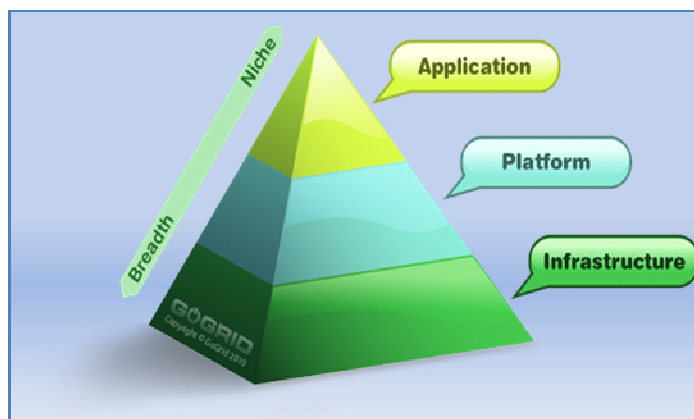 Niche
Breadth
Application
Platform
Infrastructure
GOGRID
Copyright © GoGrid 2010